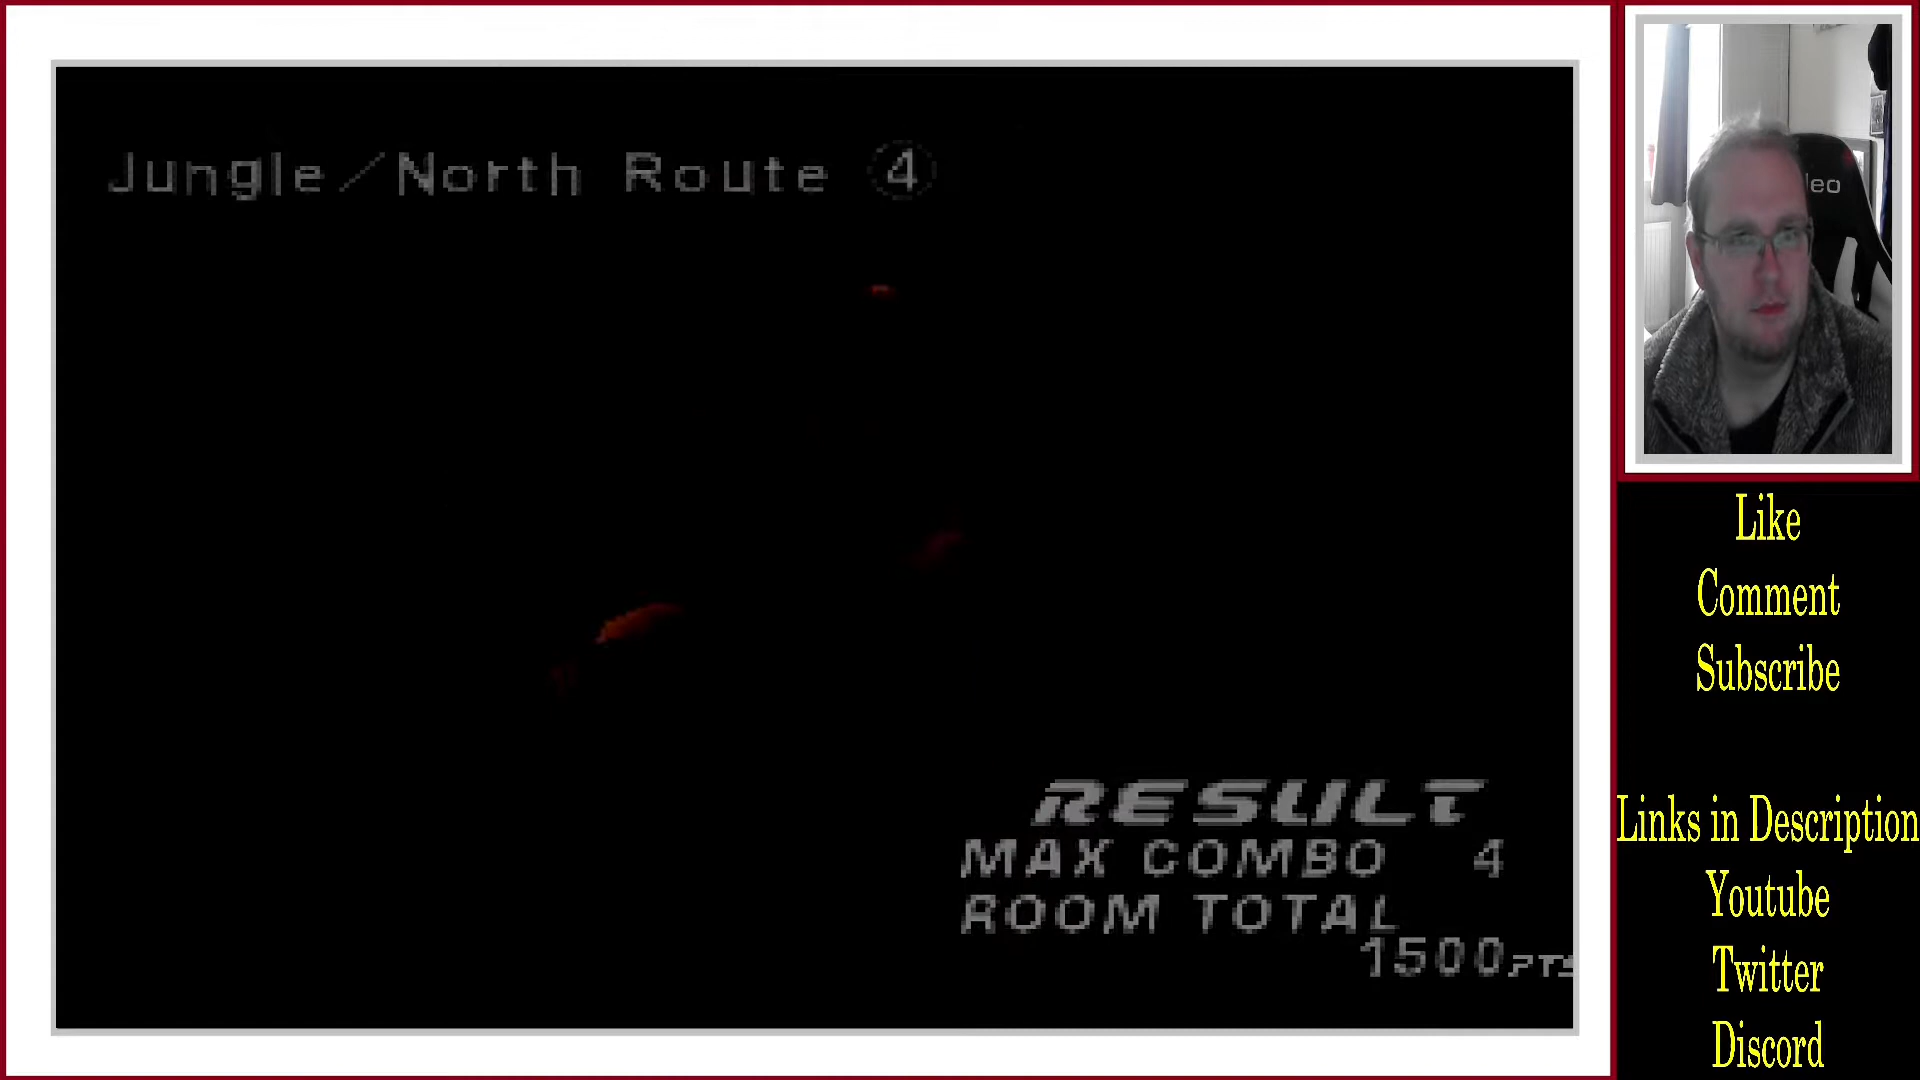 Jungle/North Route ④
RESULT
MAX COMBO 4
ROOM TOTAL
1500PTS
leo
Like
Comment
Subscribe
Links in Description
Youtube
Twitter
Discord